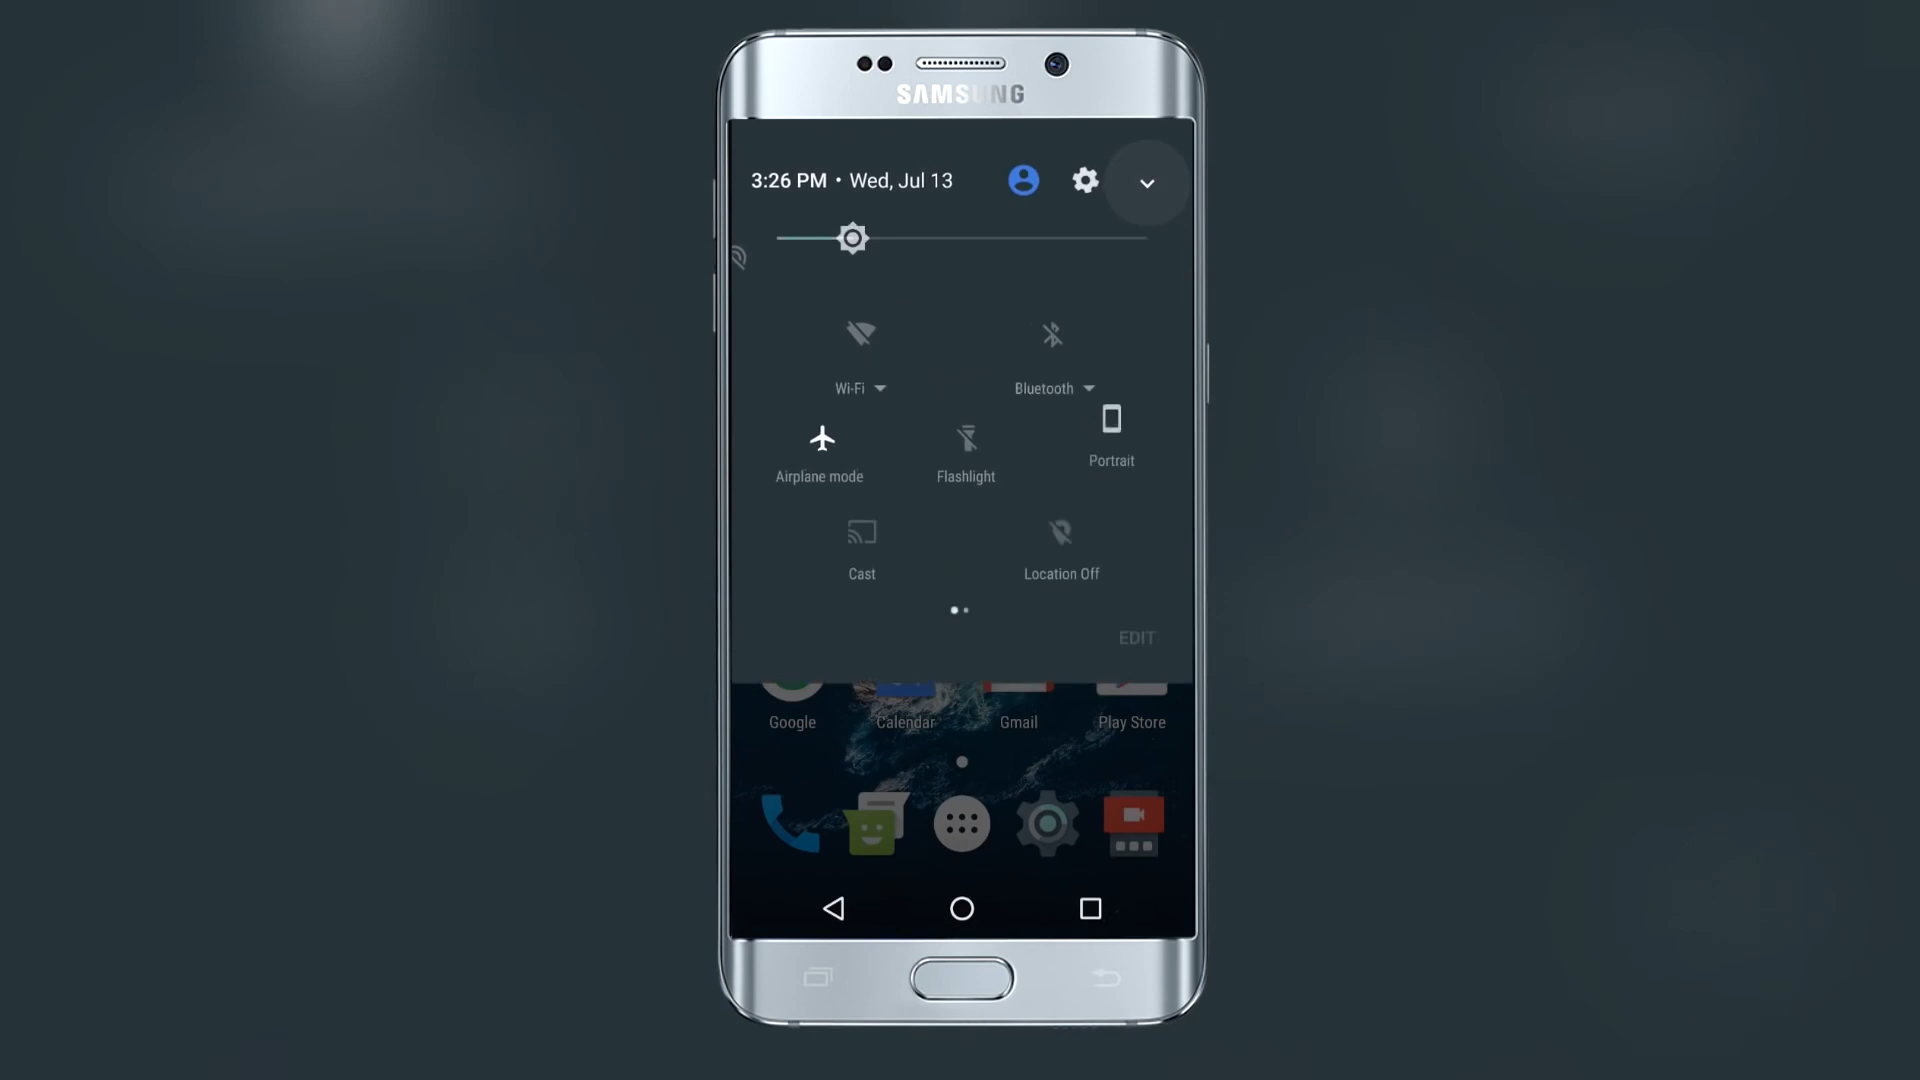 SAMSUNG
3:26 PM • Wed, Jul 13
Wi-Fi
Bluetooth
Portrait
Airplane mode
Flashlight
Cast
Location Off
EDIT
Google
Calendar
Gmail
Play Store